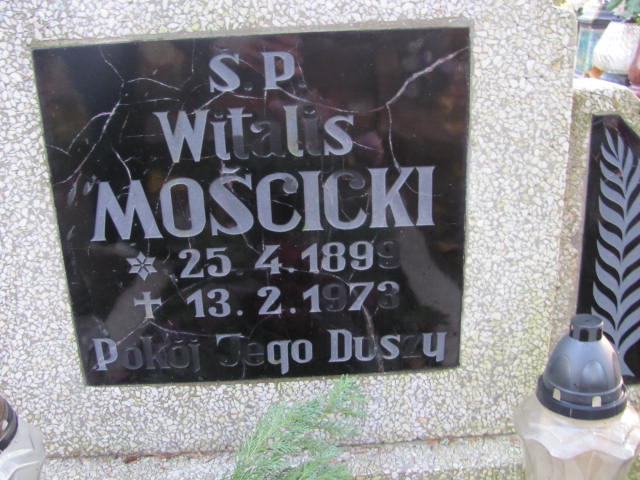 S.P.
Witalis
MOŚCICKI
* 25.4.1899
✝ 13.2.1973
Pokój Jego Duszy